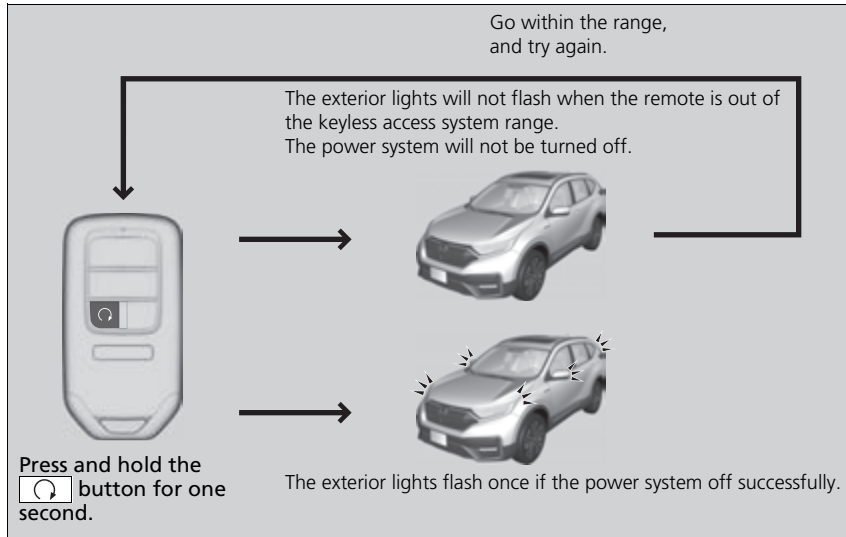 Go within the range,
and try again.
The exterior lights will not flash when the remote is out of
the keyless access system range.
The power system will not be turned off.
Press and hold the
button for one
second.
The exterior lights flash once if the power system off successfully.